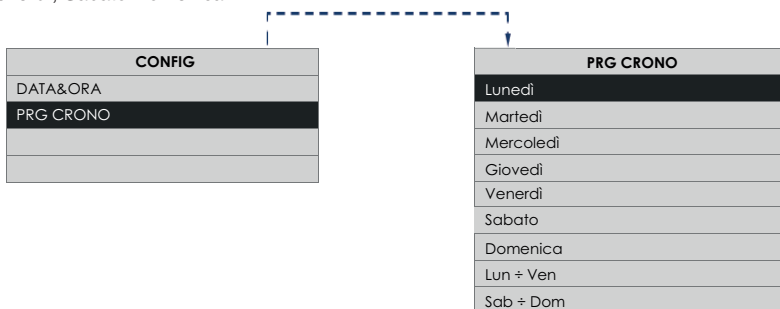 CONFIG
DATA&ORA
PRG CRONO
PRG CRONO
Lunedì
Martedì
Mercoledì
Giovedì
Venerdì
Sabato
Domenica
Lun ÷ Ven
Sab ÷ Dom